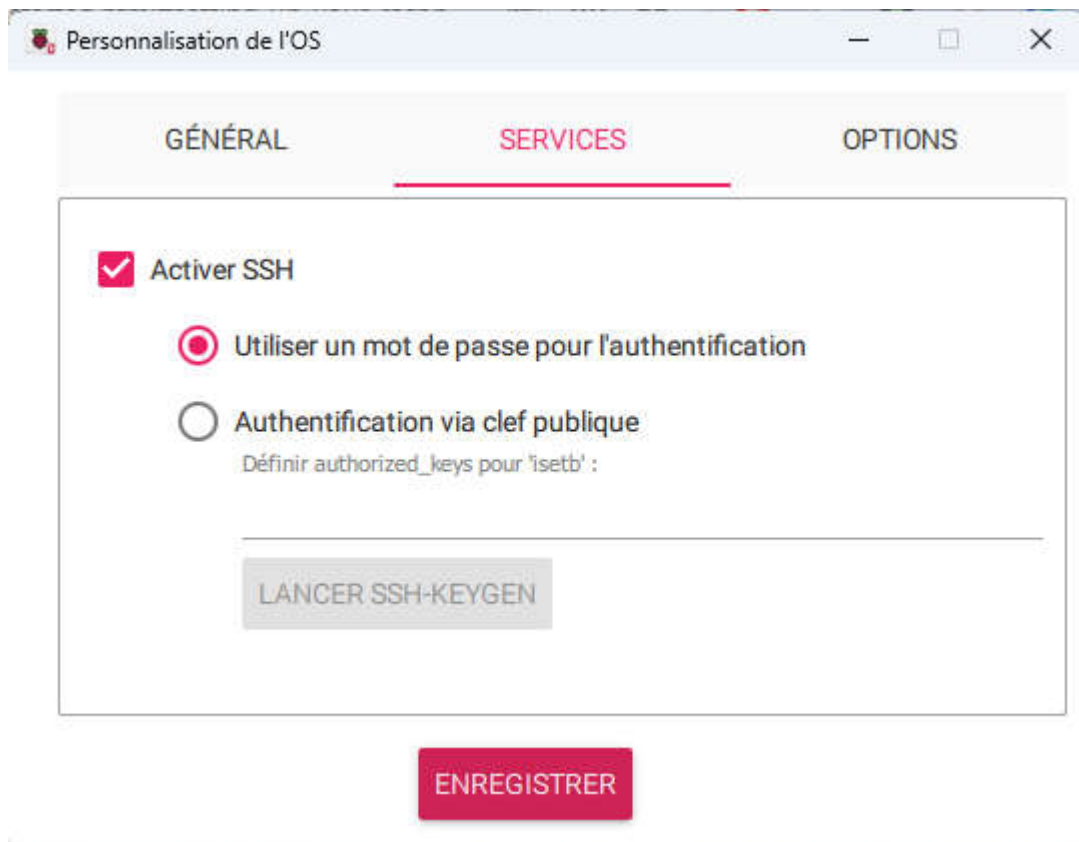 Personnalisation de l'OS
GÉNÉRAL SERVICES OPTIONS
Activer SSH
Utiliser un mot de passe pour l'authentification
Authentification via clef publique
Définir authorized_keys pour 'isetb' :
LANCER SSH-KEYGEN
ENREGISTRER